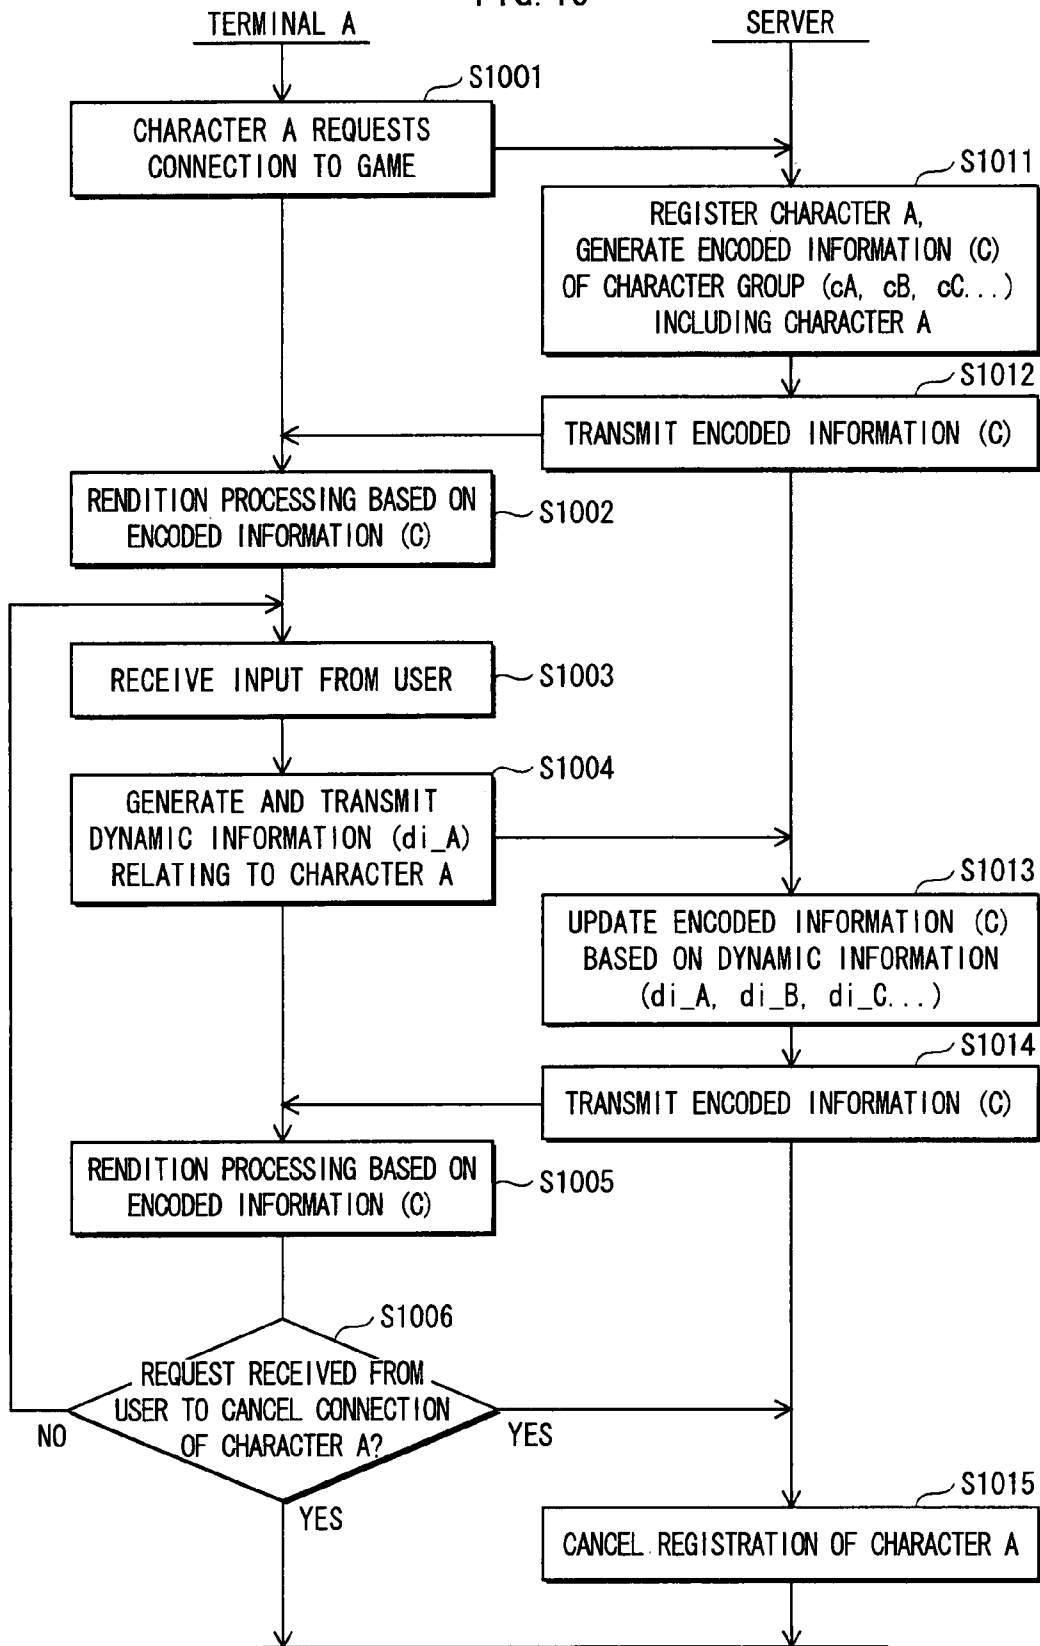 TERMINAL A
SERVER
S1001
CHARACTER A REQUESTS
CONNECTION TO GAME
S1011
REGISTER CHARACTER A,
GENERATE ENCODED INFORMATION (C)
OF CHARACTER GROUP (cA, cB, cC...)
INCLUDING CHARACTER A
S1012
TRANSMIT ENCODED INFORMATION (C)
RENDITION PROCESSING BASED ON
ENCODED INFORMATION (C)
S1002
RECEIVE INPUT FROM USER
S1003
S1004
GENERATE AND TRANSMIT
DYNAMIC INFORMATION (di_A)
RELATING TO CHARACTER A
S1013
UPDATE ENCODED INFORMATION (C)
BASED ON DYNAMIC INFORMATION
(di_A, di_B, di_C...)
S1014
TRANSMIT ENCODED INFORMATION (C)
RENDITION PROCESSING BASED ON
ENCODED INFORMATION (C)
S1005
S1006
REQUEST RECEIVED FROM
USER TO CANCEL CONNECTION
OF CHARACTER A?
NO
YES
YES
S1015
CANCEL REGISTRATION OF CHARACTER A